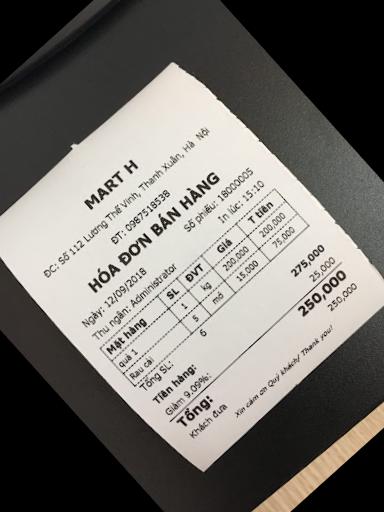 MART H
ĐC: Số 112 Lương Thế Vinh, Thanh Xuân, Hà Nội
ĐT: 0987518538
HÓA ĐƠN BÁN HÀNG
Số phiếu: 18000005
Ngày: 12/09/2018 In lúc: 15:10
Thu ngân: Administrator
Mặt hàng SL ĐVT Giá T tiền
quả 1 1 kg 200,000 200,000
Rau cải 5 mớ 15,000 75,000
Tổng SL: 6
Tiền hàng: 275,000
Giảm 9.09%: 25,000
Tổng: 250,000
Khách đưa 250,000
Xin cảm ơn Quý khách/ Thank you!